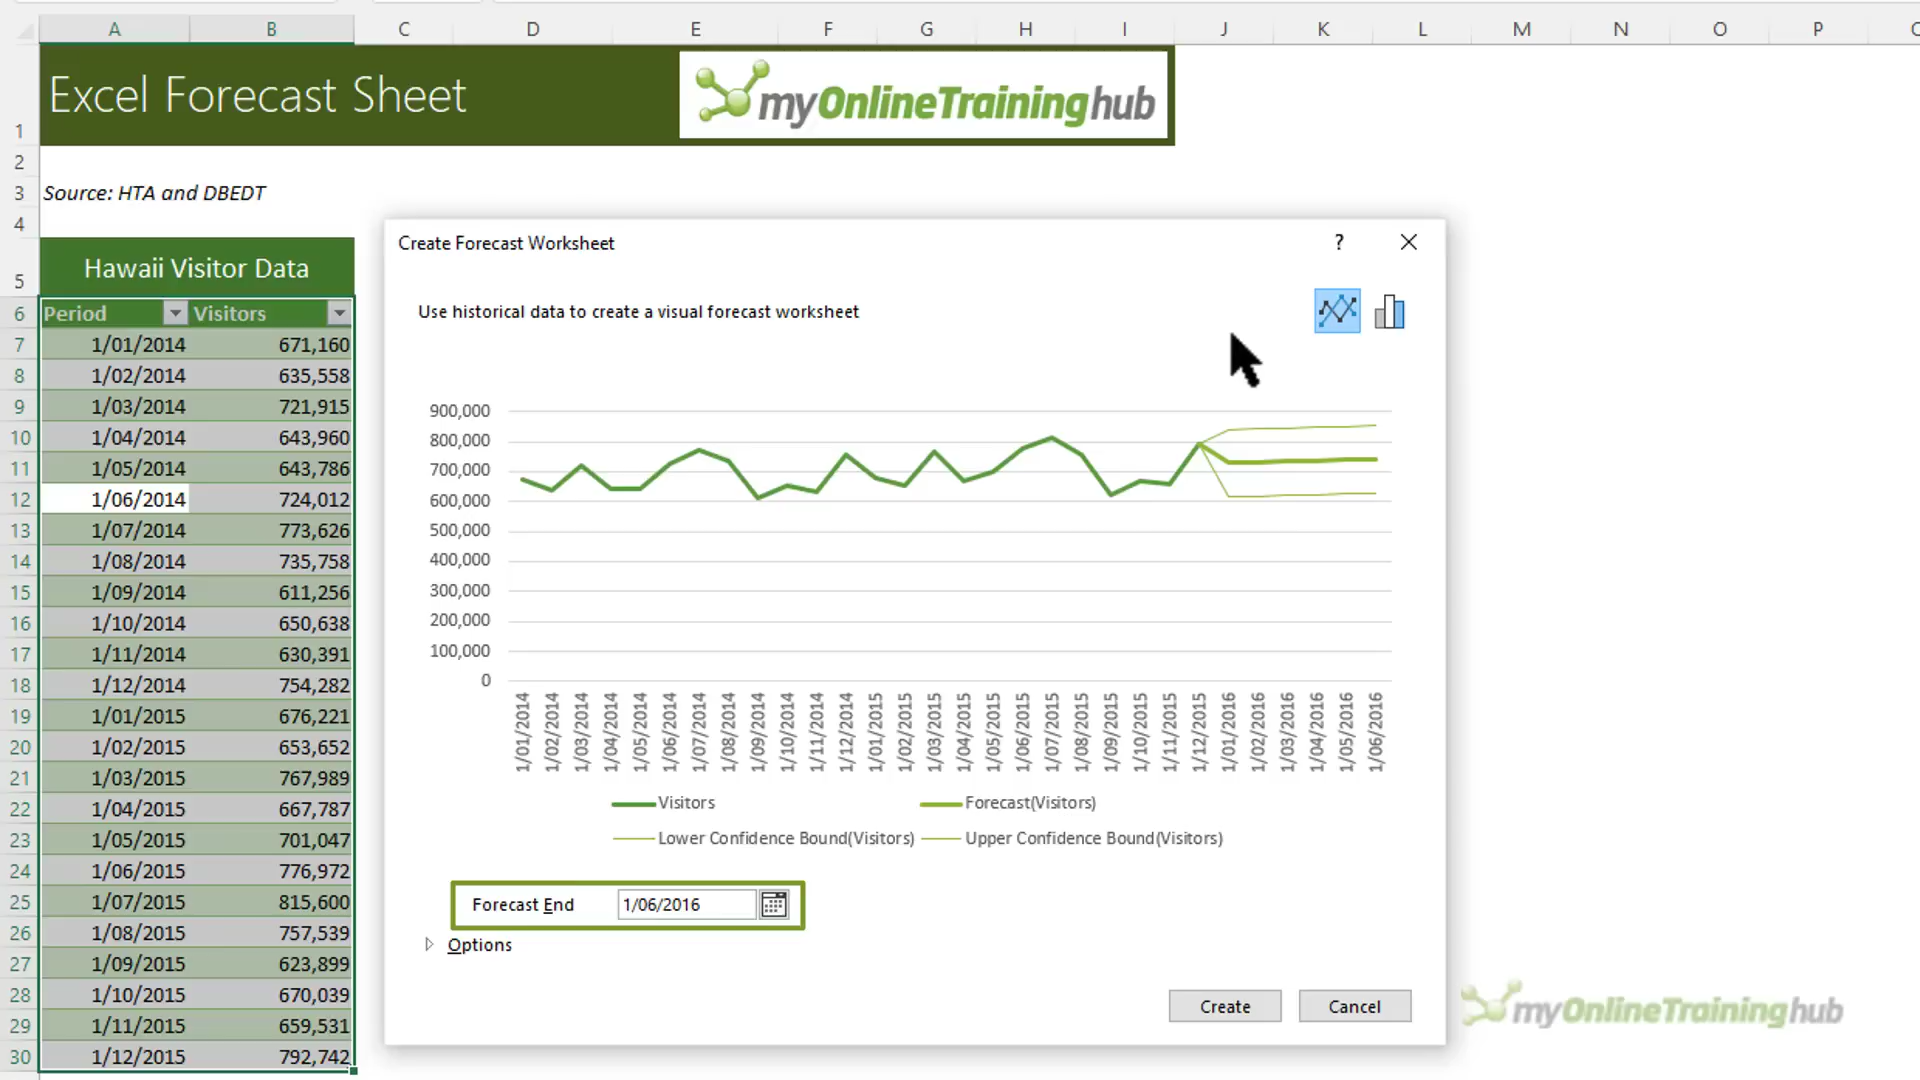 A B C D E F G H I J K L M N O P
1 Excel Forecast Sheet myOnlineTraininghub
2
3 Source: HTA and DBEDT
4
5 Hawaii Visitor Data
6 Period Visitors
7 1/01/2014 671,160
8 1/02/2014 635,558
9 1/03/2014 721,915
10 1/04/2014 643,960
11 1/05/2014 643,786
12 1/06/2014 724,012
13 1/07/2014 773,626
14 1/08/2014 735,758
15 1/09/2014 611,256
16 1/10/2014 650,638
17 1/11/2014 630,391
18 1/12/2014 754,282
19 1/01/2015 676,221
20 1/02/2015 653,652
21 1/03/2015 767,989
22 1/04/2015 667,787
23 1/05/2015 701,047
24 1/06/2015 776,972
25 1/07/2015 815,600
26 1/08/2015 757,539
27 1/09/2015 623,899
28 1/10/2015 670,039
29 1/11/2015 659,531
30 1/12/2015 792,742
Create Forecast Worksheet ?
Use historical data to create a visual forecast worksheet
900,000
800,000
700,000
600,000
500,000
400,000
300,000
200,000
100,000
0
1/01/2014 1/02/2014 1/03/2014 1/04/2014 1/05/2014 1/06/2014 1/07/2014 1/08/2014 1/09/2014 1/10/2014 1/11/2014 1/12/2014 1/01/2015 1/02/2015 1/03/2015 1/04/2015 1/05/2015 1/06/2015 1/07/2015 1/08/2015 1/09/2015 1/10/2015 1/11/2015 1/12/2015 1/01/2016 1/02/2016 1/03/2016 1/04/2016 1/05/2016 1/06/2016
Visitors Forecast(Visitors)
Lower Confidence Bound(Visitors) Upper Confidence Bound(Visitors)
Forecast End 1/06/2016
Options
Create Cancel
myOnlineTraininghub